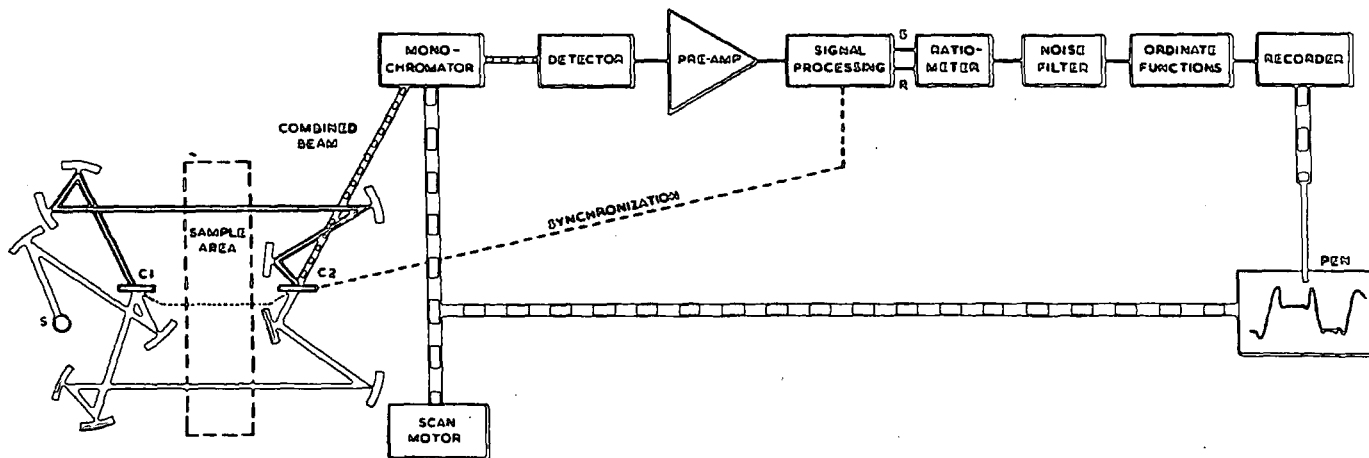 MONO-
CHROMATOR
DETECTOR
PRE-AMP
SIGNAL
PROCESSING
S
R
RATIO-
METER
NOISE
FILTER
ORDINATE
FUNCTIONS
RECORDER
COMBINED
BEAM
SAMPLE
AREA
SYNCHRONIZATION
C1
C2
S
PEN
SCAN
MOTOR